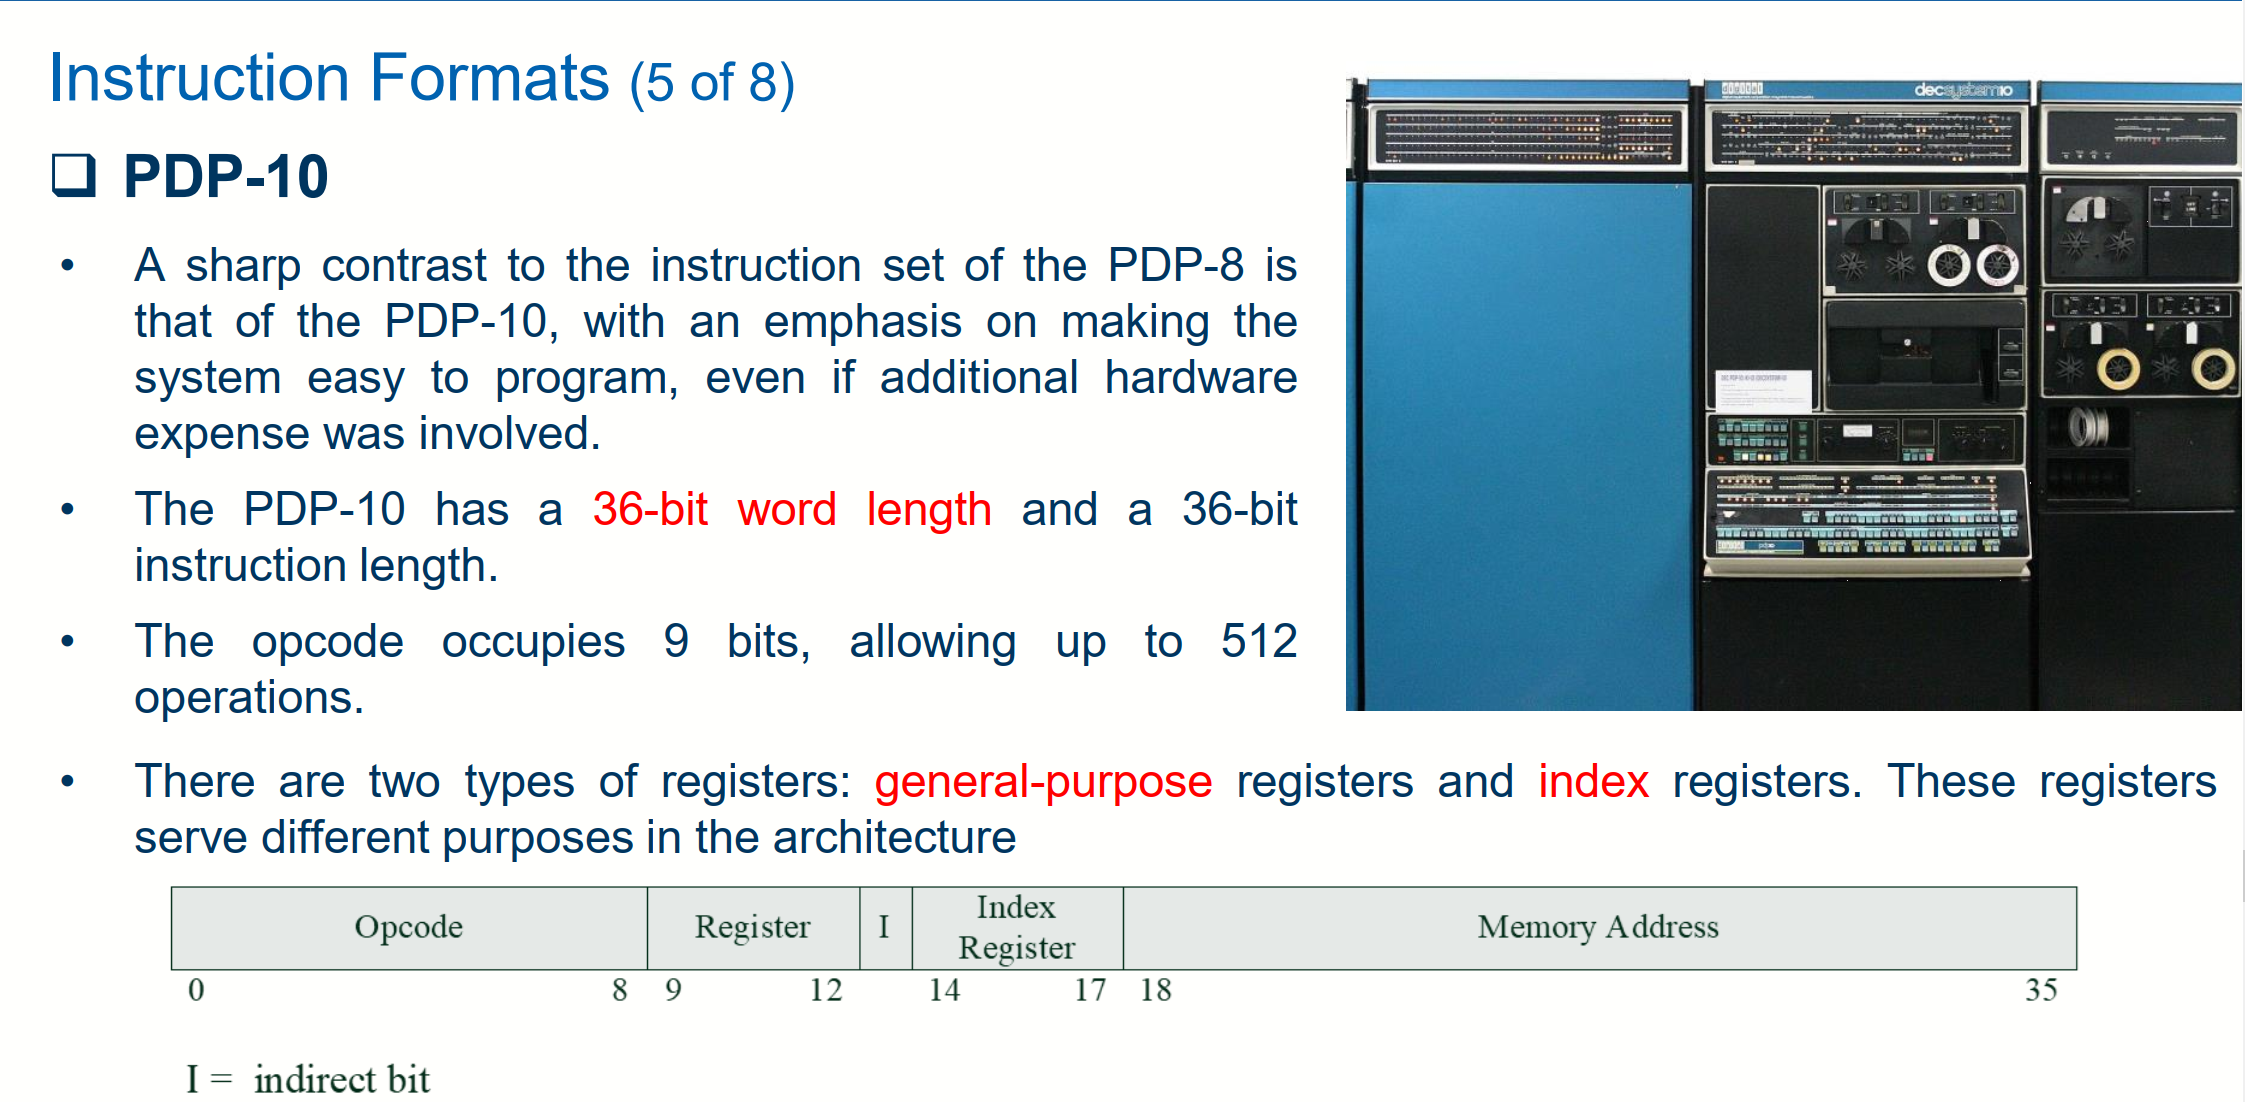 Instruction Formats (5 of 8)
PDP-10
• A sharp contrast to the instruction set of the PDP-8 is
that of the PDP-10, with an emphasis on making the
system easy to program, even if additional hardware
expense was involved.
• The PDP-10 has a 36-bit word length and a 36-bit
instruction length.
• The opcode occupies 9 bits, allowing up to 512
operations.
• There are two types of registers: general-purpose registers and index registers. These registers
serve different purposes in the architecture
digital decsystem10
Opcode Register I Index Register Memory Address
0 8 9 12 14 17 18 35
I = indirect bit